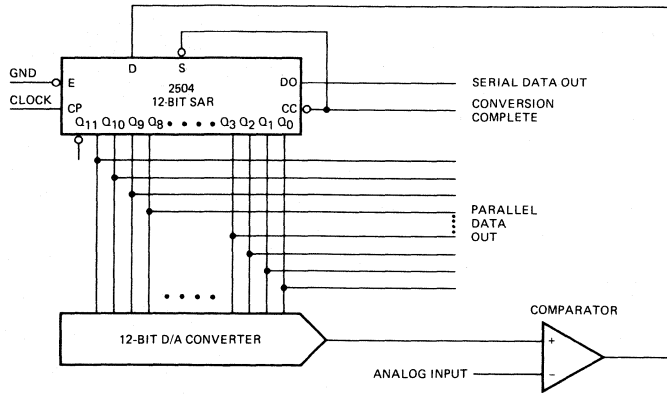 D
S
GND
E
2504
12-BIT SAR
DO
SERIAL DATA OUT
CLOCK
CP
CC
CONVERSION
COMPLETE
Q11 Q10 Q9 Q8 • • • • Q3 Q2 Q1 Q0
PARALLEL
DATA
OUT
• • • •
COMPARATOR
12-BIT D/A CONVERTER
+
ANALOG INPUT
−